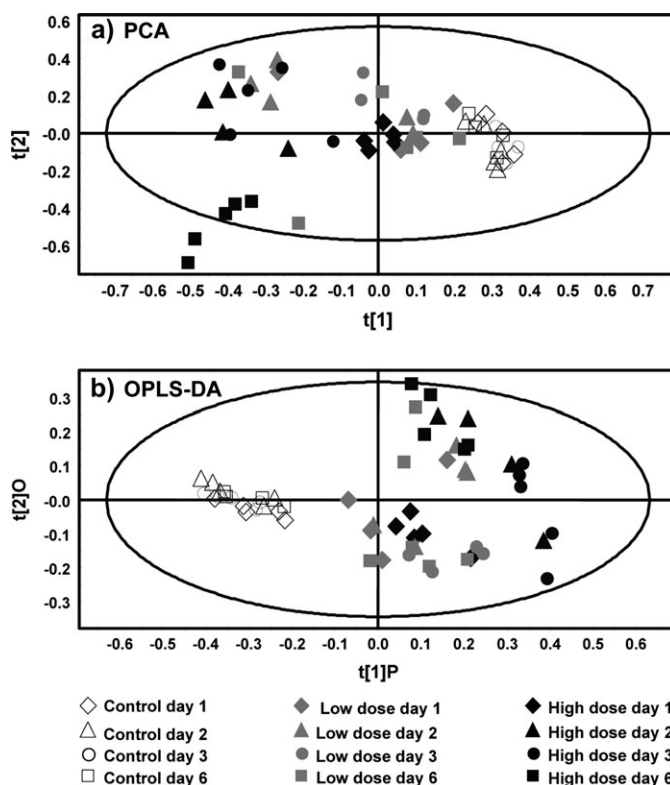 a) PCA
0.6
0.4
0.2
-0.0
-0.2
-0.4
-0.6
t[2]
-0.7 -0.6 -0.5 -0.4 -0.3 -0.2 -0.1 0.0 0.1 0.2 0.3 0.4 0.5 0.6 0.7
t[1]
b) OPLS-DA
0.3
0.2
0.1
-0.0
-0.1
-0.2
-0.3
t[2]O
-0.6 -0.5 -0.4 -0.3 -0.2 -0.1 0.0 0.1 0.2 0.3 0.4 0.5 0.6
t[1]P
Control day 1 Low dose day 1 High dose day 1
Control day 2 Low dose day 2 High dose day 2
Control day 3 Low dose day 3 High dose day 3
Control day 6 Low dose day 6 High dose day 6